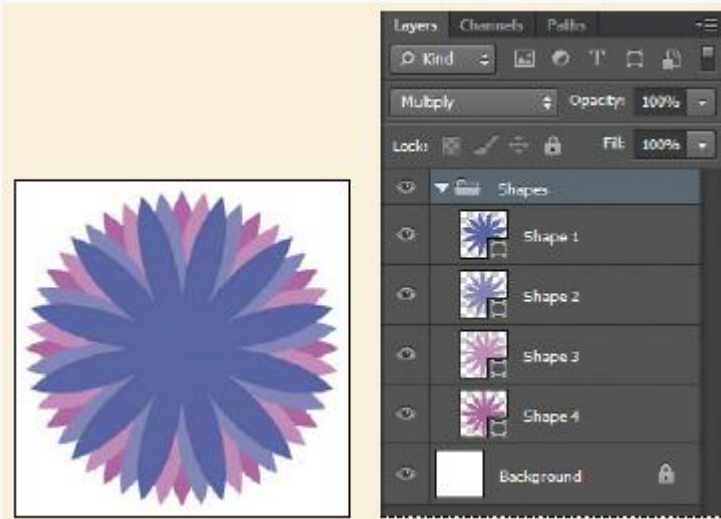 Layers Channels Paths
Kind T
Multiply Opacity: 100%
Lock: Fill: 100%
Shapes
Shape 1
Shape 2
Shape 3
Shape 4
Background